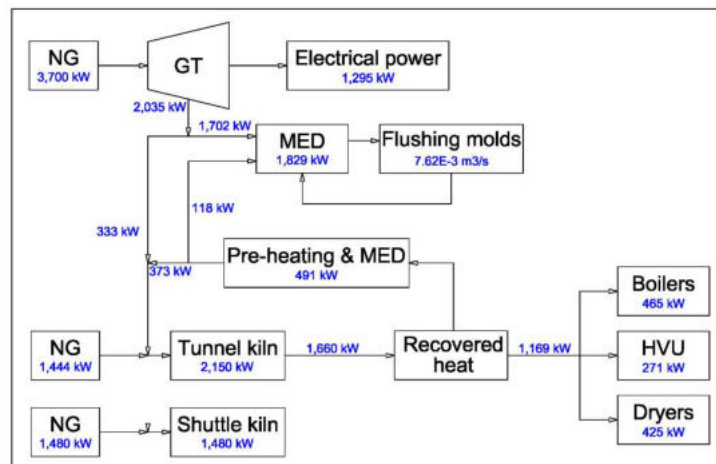 NG
3,700 kW
GT
Electrical power
1,295 kW
2,035 kW
1,702 kW
MED
1,829 kW
Flushing molds
7.62E-3 m3/s
118 kW
333 kW
373 kW
Pre-heating & MED
491 kW
Boilers
465 kW
NG
1,444 kW
Tunnel kiln
2,150 kW
1,660 kW
Recovered
heat
1,169 kW
HVU
271 kW
NG
1,480 kW
Shuttle kiln
1,480 kW
Dryers
425 kW